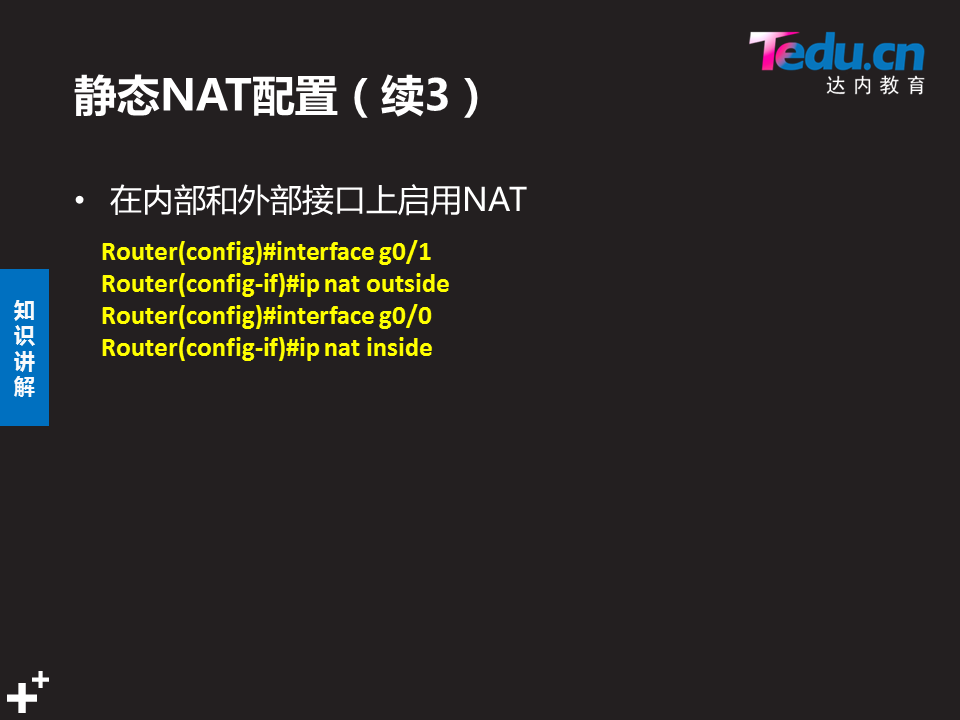 Tedu.cn
达内教育
静态NAT配置（续3）
• 在内部和外部接口上启用NAT
Router(config)#interface g0/1
Router(config-if)#ip nat outside
Router(config)#interface g0/0
Router(config-if)#ip nat inside
知
识
讲
解